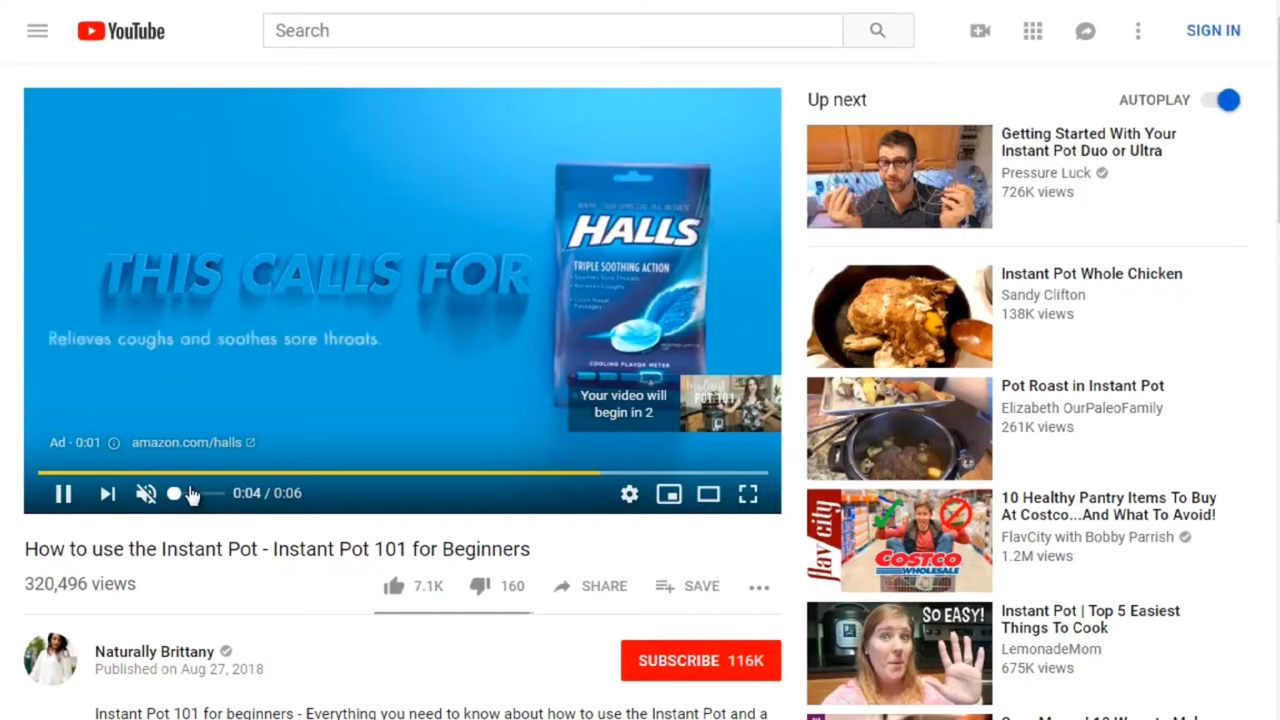 YouTube
Search
SIGN IN
THIS CALLS FOR
Relieves coughs and soothes sore throats.
HALLS
TRIPLE SOOTHING ACTION
COOLING FLAVOR METER
Your video will
begin in 2
Instant
POT 101
Ad · 0:01
amazon.com/halls
0:04 / 0:06
How to use the Instant Pot - Instant Pot 101 for Beginners
320,496 views
7.1K
160
SHARE
SAVE
Naturally Brittany
Published on Aug 27, 2018
SUBSCRIBE 116K
Instant Pot 101 for beginners - Everything you need to know about how to use the Instant Pot and a
Up next
AUTOPLAY
Getting Started With Your
Instant Pot Duo or Ultra
Pressure Luck
726K views
Instant Pot Whole Chicken
Sandy Clifton
138K views
Pot Roast in Instant Pot
Elizabeth OurPaleoFamily
261K views
flav city
COSTCO
WHOLESALE
10 Healthy Pantry Items To Buy
At Costco...And What To Avoid!
FlavCity with Bobby Parrish
1.2M views
SO EASY!
Instant Pot | Top 5 Easiest
Things To Cook
LemonadeMom
675K views